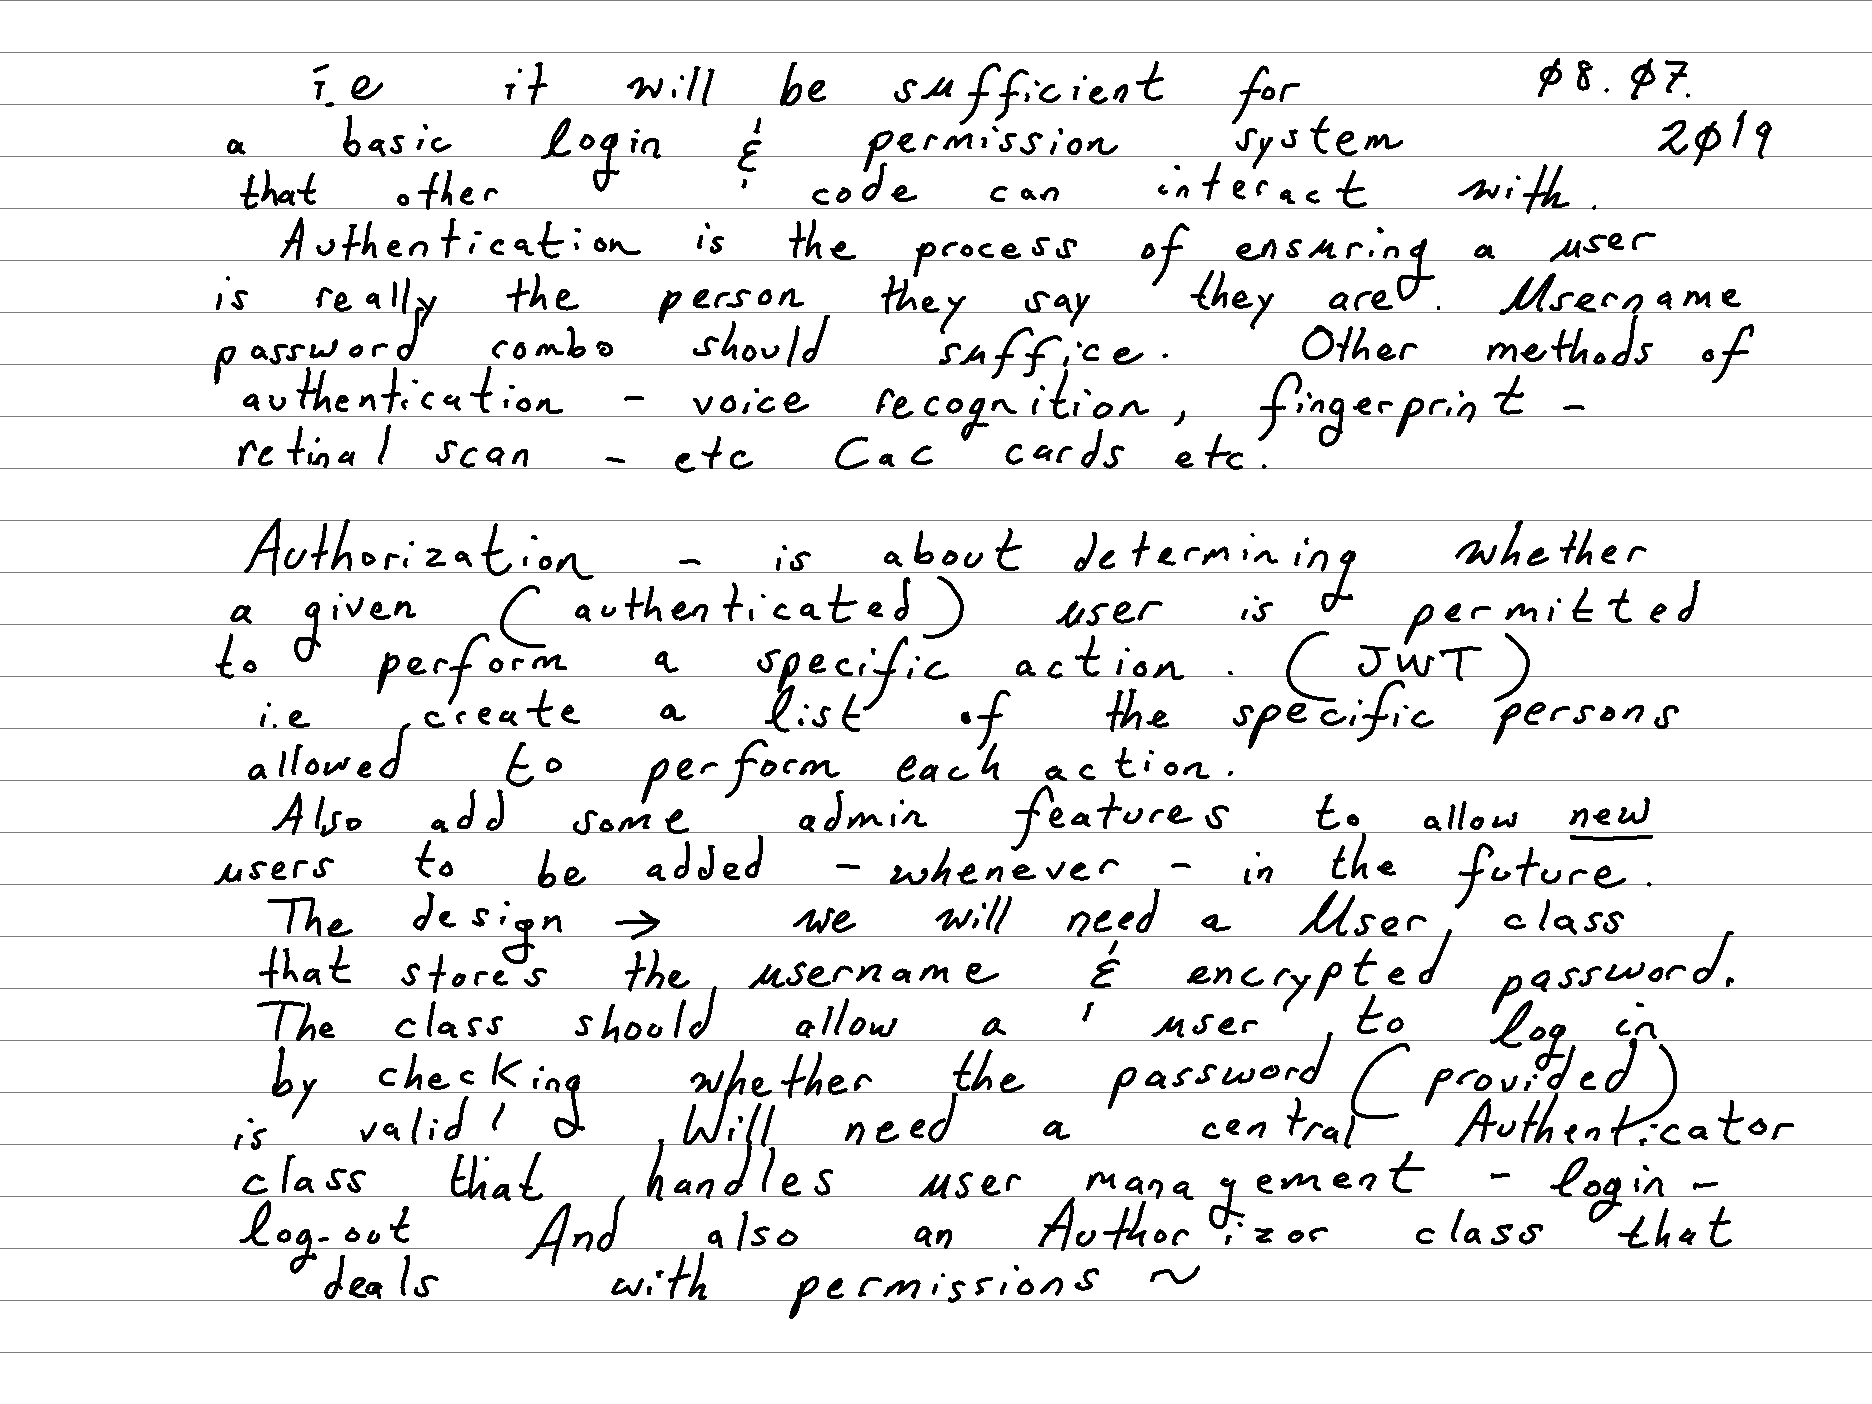 i.e it will be sufficient for ø8. ø7.
a basic login & permission system 2ø19
that other code can interact with.
Authentication is the process of ensuring a user
is really the person they say they are. Username
password combo should suffice. Other methods of
authentication - voice recognition, fingerprint -
retinal scan - etc Cac cards etc.
Authorization - is about determining whether
a given (authenticated) user is permitted
to perform a specific action. (JWT)
i.e create a list of the specific persons
allowed to perform each action.
Also add some admin features to allow new
users to be added - whenever - in the future.
The design → we will need a User class
that stores the username & encrypted password.
The class should allow a user to log in
by checking whether the password (provided)
is valid! Will need a central Authenticator
class that handles user management - login -
log-out And also an Authorizor class that
deals with permissions ~